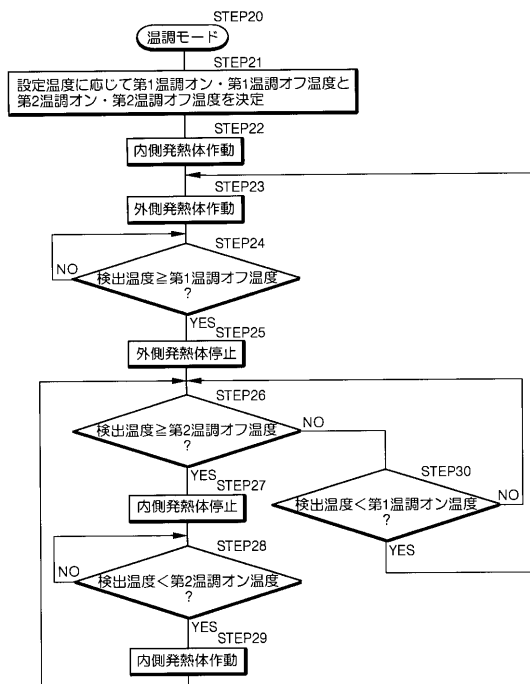 STEP20
温調モード
STEP21
設定温度に応じて第1温調オン・第1温調オフ温度と
第2温調オン・第2温調オフ温度を決定
STEP22
内側発熱体作動
STEP23
外側発熱体作動
STEP24
NO
検出温度≧第1温調オフ温度
?
YES
STEP25
外側発熱体停止
STEP26
NO
検出温度≧第2温調オフ温度
?
YES
STEP27
内側発熱体停止
STEP30
検出温度<第1温調オン温度
?
NO
YES
STEP28
NO
検出温度<第2温調オン温度
?
YES
STEP29
内側発熱体作動